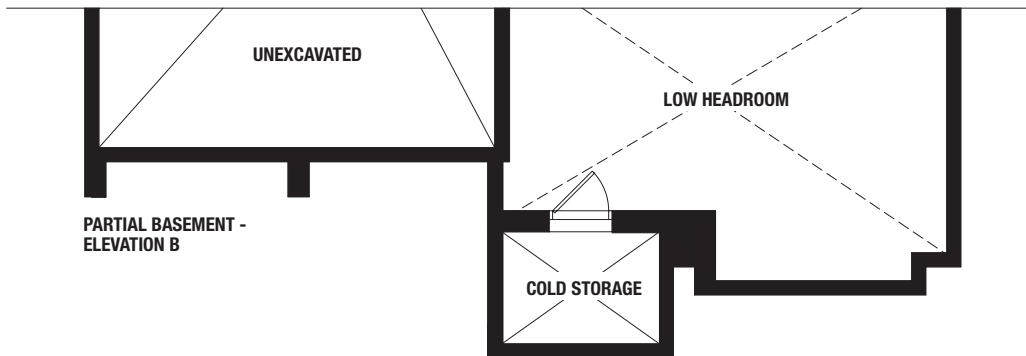 UNEXCAVATED
LOW HEADROOM
PARTIAL BASEMENT -
ELEVATION B
COLD STORAGE